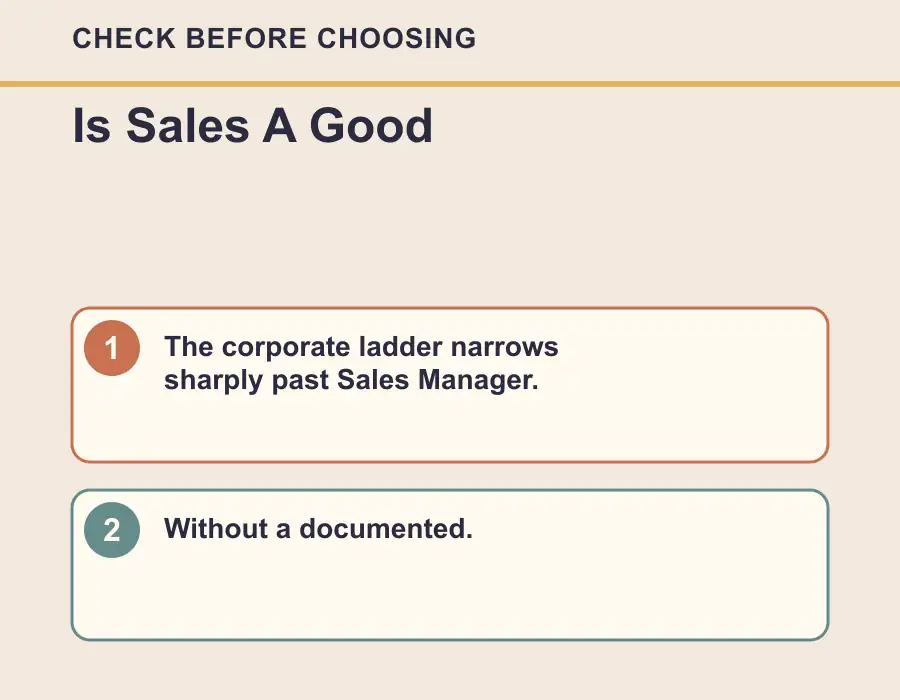 CHECK BEFORE CHOOSING
Is Sales A Good
1
The corporate ladder narrows
sharply past Sales Manager.
2
Without a documented.